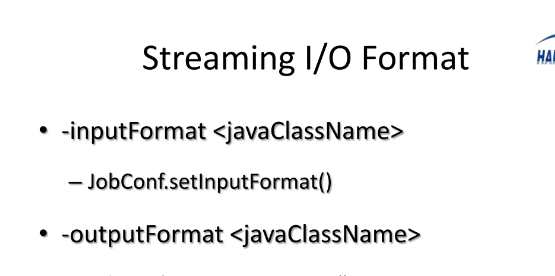 Streaming I/O Format
• -inputFormat <javaClassName>
– JobConf.setInputFormat()
• -outputFormat <javaClassName>